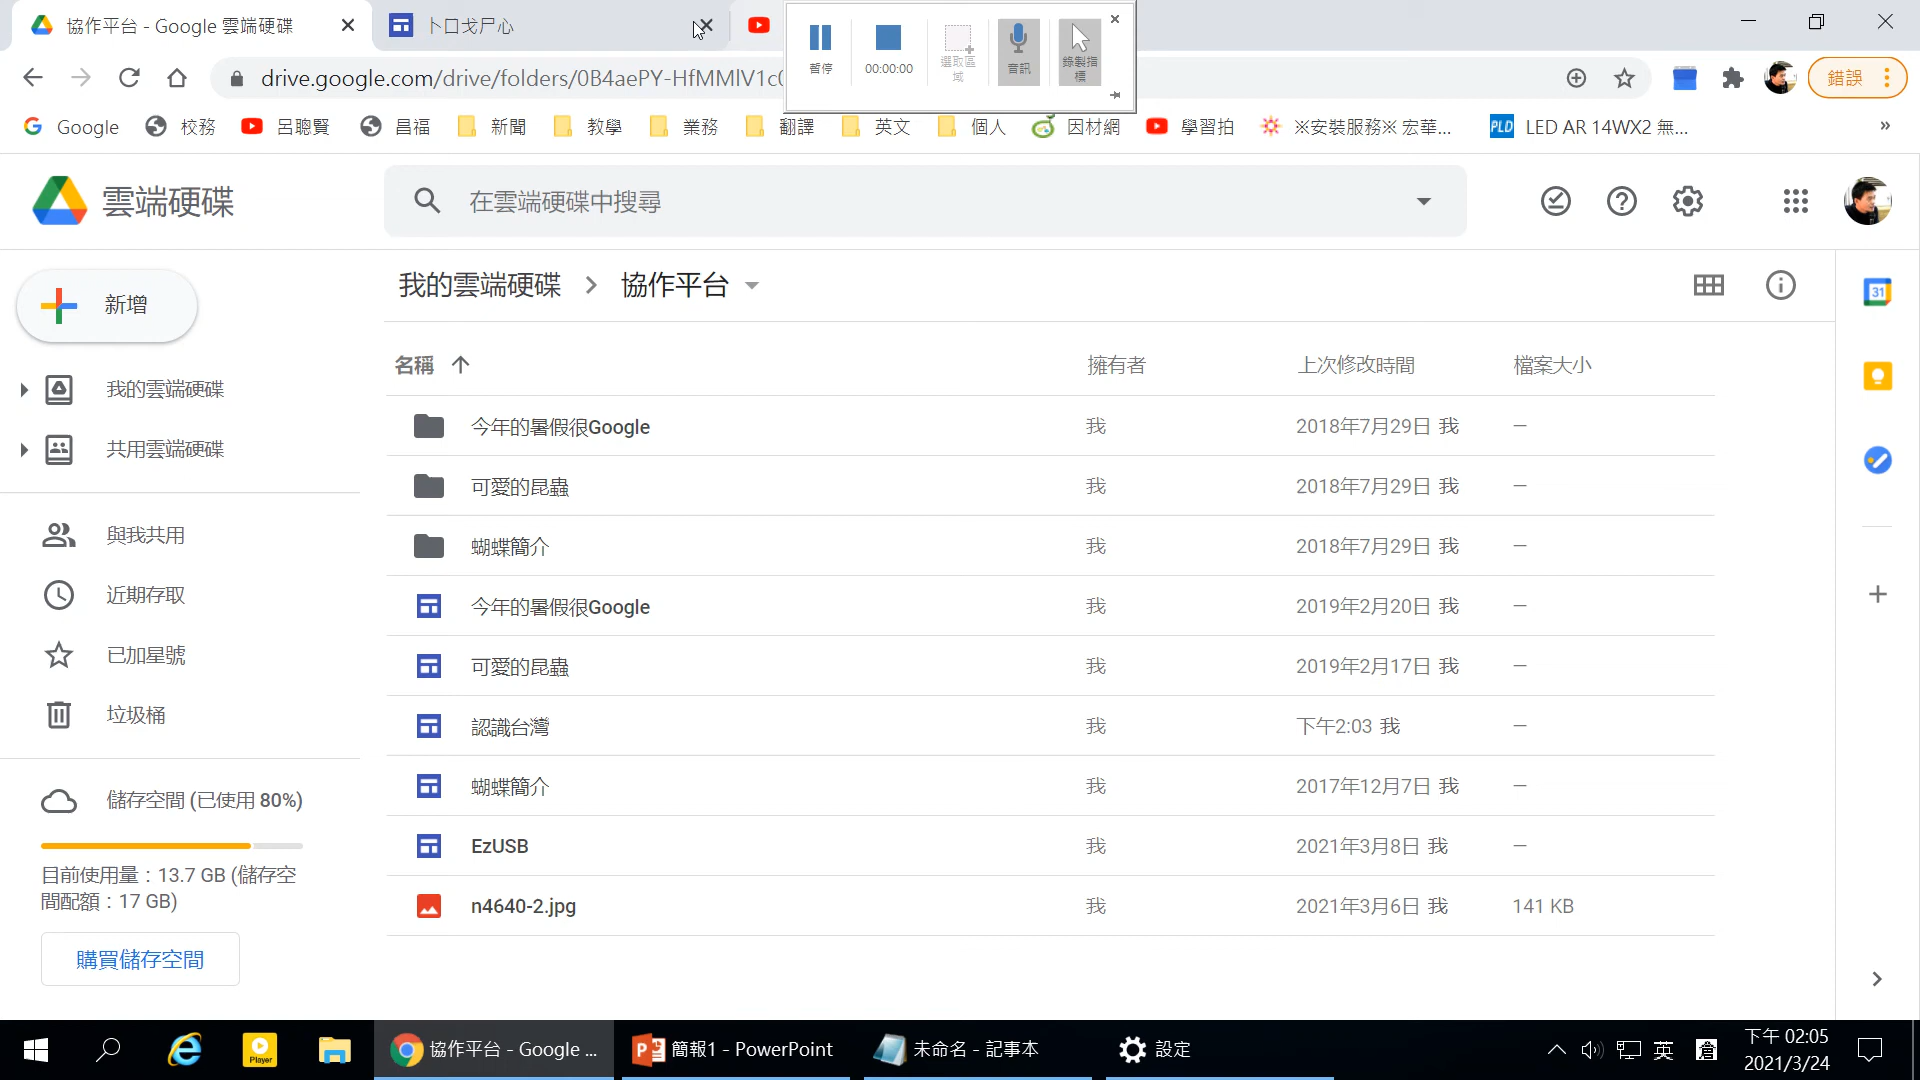 協作平台 - Google 雲端硬碟
卜口戈尸心
暫停
00:00:00
選取區域
音訊
錄製指標
drive.google.com/drive/folders/0B4aePY-HfMMlV1c0
錯誤
Google
校務
呂聰賢
昌福
新聞
教學
業務
翻譯
英文
個人
因材網
學習拍
※安裝服務※ 宏華...
PLD
LED AR 14WX2 無...
»
雲端硬碟
在雲端硬碟中搜尋
新增
我的雲端硬碟
共用雲端硬碟
與我共用
近期存取
已加星號
垃圾桶
儲存空間 (已使用 80%)
目前使用量：13.7 GB (儲存空
間配額：17 GB)
購買儲存空間
我的雲端硬碟 > 協作平台
名稱 擁有者 上次修改時間 檔案大小
今年的暑假很Google 我 2018年7月29日 我 —
可愛的昆蟲 我 2018年7月29日 我 —
蝴蝶簡介 我 2018年7月29日 我 —
今年的暑假很Google 我 2019年2月20日 我 —
可愛的昆蟲 我 2019年2月17日 我 —
認識台灣 我 下午2:03 我 —
蝴蝶簡介 我 2017年12月7日 我 —
EzUSB 我 2021年3月8日 我 —
n4640-2.jpg 我 2021年3月6日 我 141 KB
31
Player
協作平台 - Google ...
簡報1 - PowerPoint
未命名 - 記事本
設定
英
倉
下午 02:05
2021/3/24